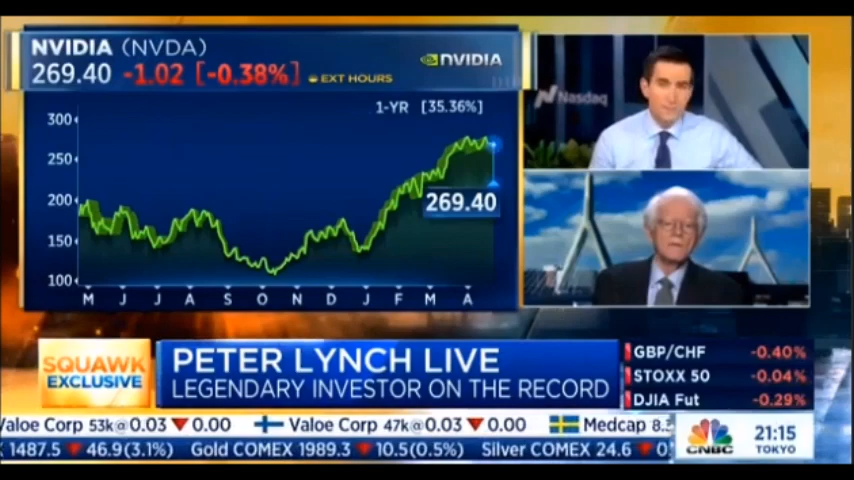 NVIDIA (NVDA)
269.40 -1.02 [-0.38%] EXT HOURS
NVIDIA
1-YR [35.36%]
300
250
200
150
100
269.40
M J J A S O N D J F M A
Nasdaq
SQUAWK
EXCLUSIVE
PETER LYNCH LIVE
LEGENDARY INVESTOR ON THE RECORD
GBP/CHF -0.40%
STOXX 50 -0.04%
DJIA Fut -0.29%
Valoe Corp 53k@0.03 ▼ 0.00 Valoe Corp 47k@0.03 ▼ 0.00 Medcap 8.3
1487.5 ▼ 46.9(3.1%) Gold COMEX 1989.3 ▼ 10.5(0.5%) Silver COMEX 24.6 ▼ 0
CNBC
21:15
TOKYO